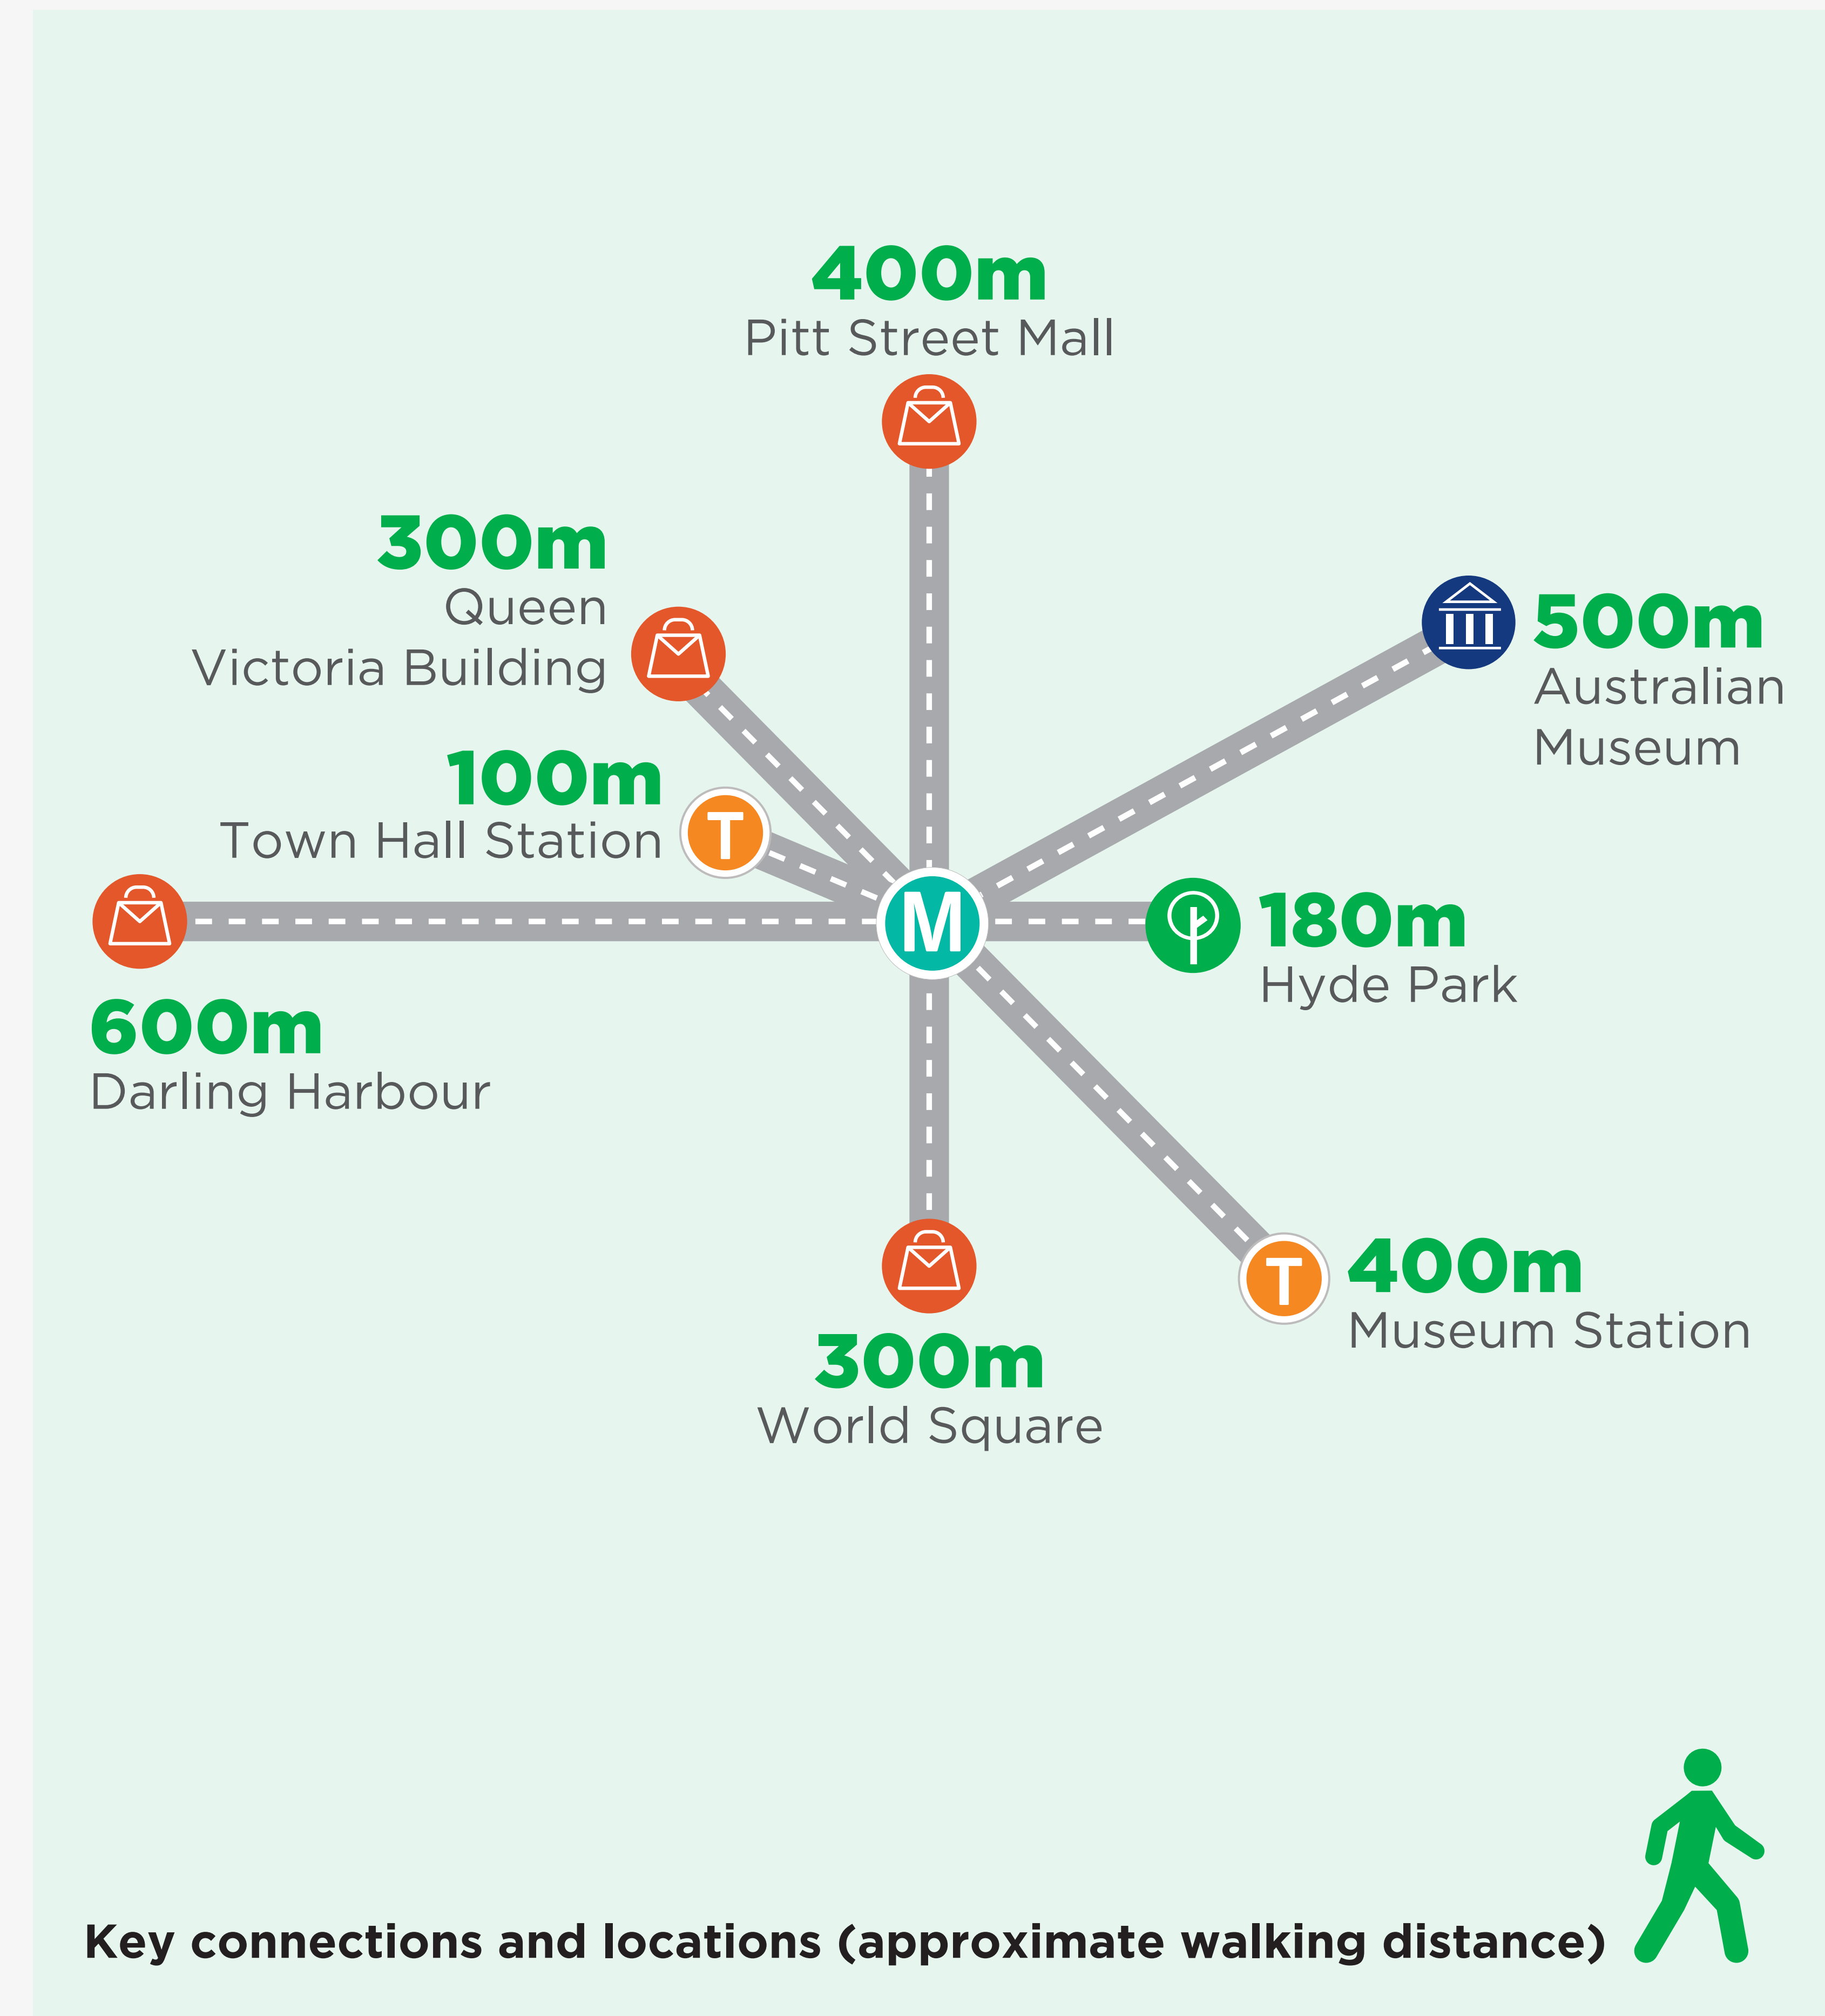 400m
Pitt Street Mall
300m
Queen
Victoria Building
500m
Australian
Museum
100m
Town Hall Station
T
M
180m
Hyde Park
600m
Darling Harbour
T
400m
Museum Station
300m
World Square
Key connections and locations (approximate walking distance)